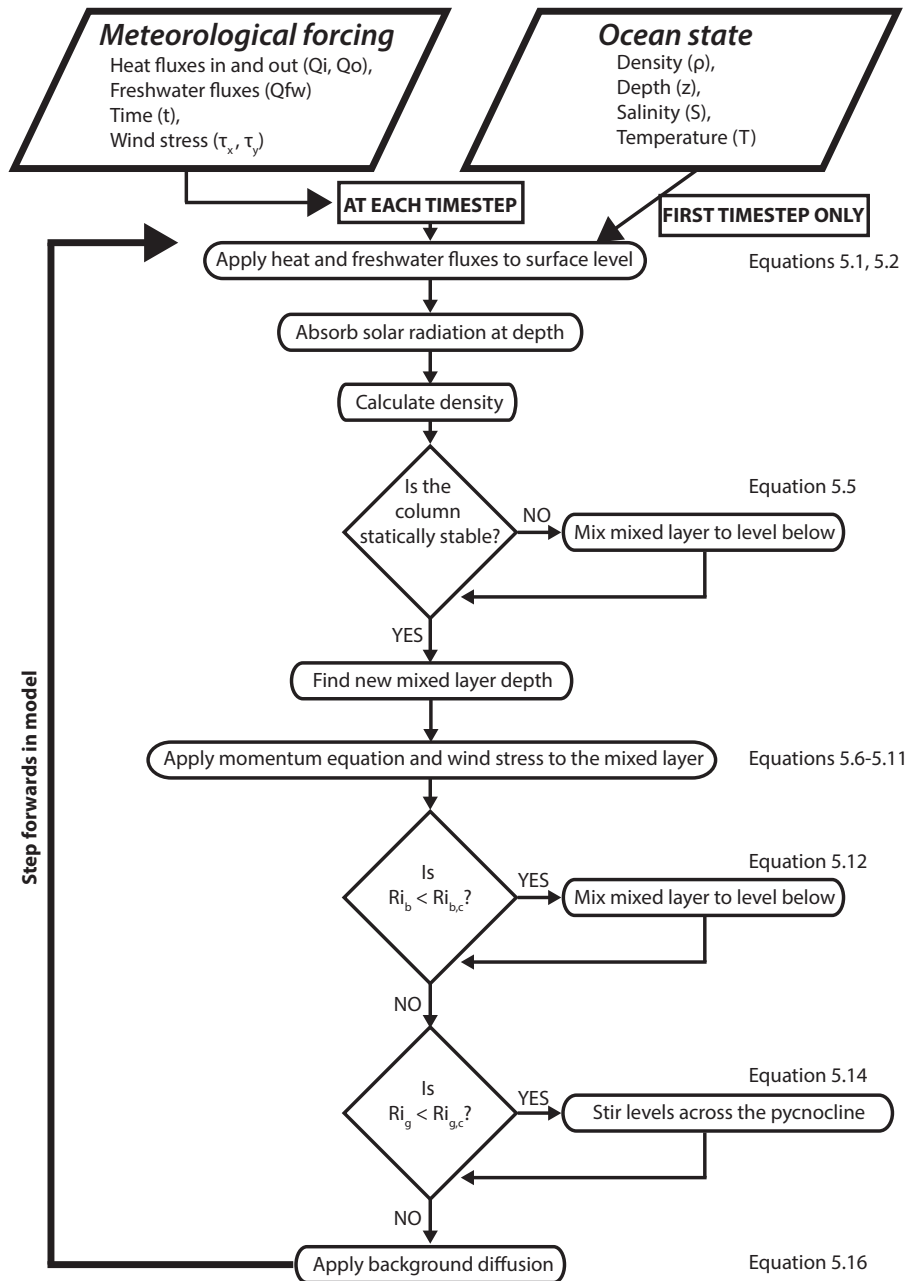 Meteorological forcing
Heat fluxes in and out (Qi, Qo),
Freshwater fluxes (Qfw)
Time (t),
Wind stress (τx, τy)
Ocean state
Density (ρ),
Depth (z),
Salinity (S),
Temperature (T)
AT EACH TIMESTEP
FIRST TIMESTEP ONLY
Apply heat and freshwater fluxes to surface level
Equations 5.1, 5.2
Absorb solar radiation at depth
Calculate density
Is the
column
statically stable?
NO
Equation 5.5
Mix mixed layer to level below
YES
Find new mixed layer depth
Apply momentum equation and wind stress to the mixed layer
Equations 5.6-5.11
Is
Rib < Rib,c?
YES
Equation 5.12
Mix mixed layer to level below
NO
Is
Rig < Rig,c?
YES
Equation 5.14
Stir levels across the pycnocline
NO
Apply background diffusion
Equation 5.16
Step forwards in model